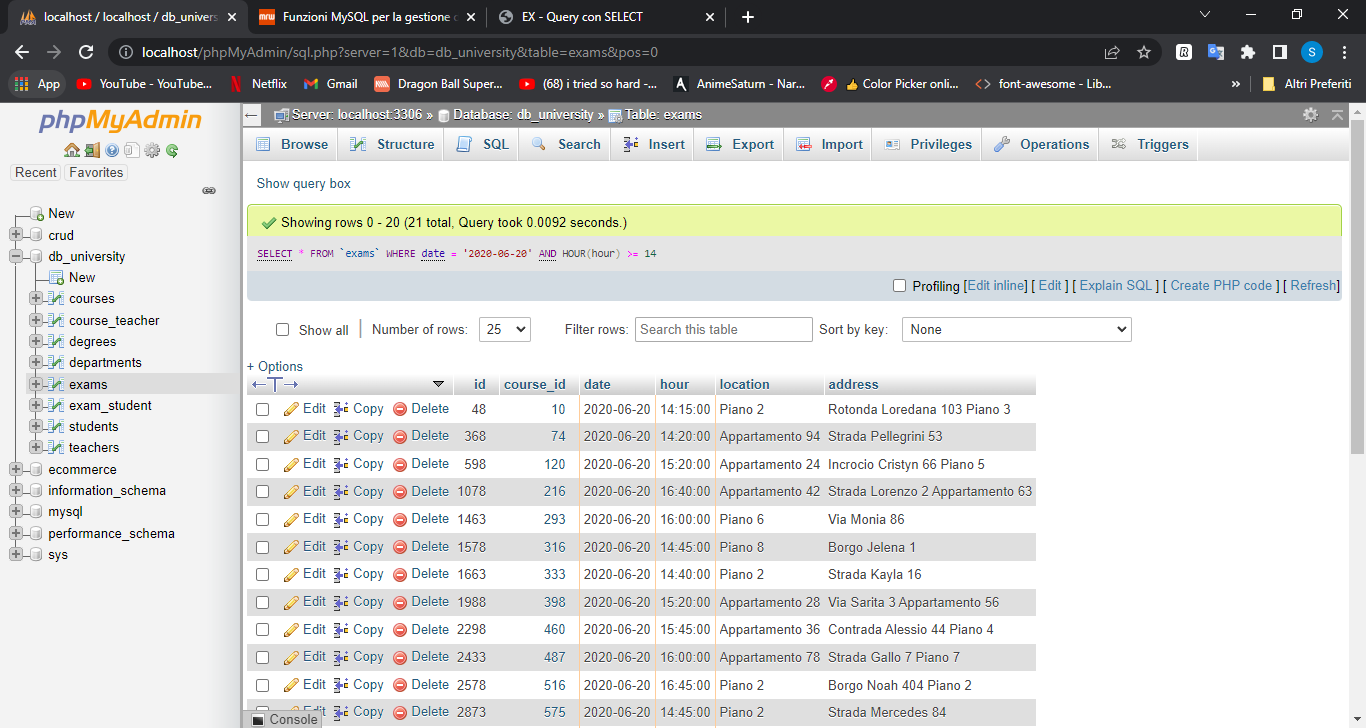 localhost / localhost / db_univers
Funzioni MySQL per la gestione d
EX - Query con SELECT
localhost/phpMyAdmin/sql.php?server=1&db=db_university&table=exams&pos=0
S
App
YouTube - YouTube...
Netflix
Gmail
Dragon Ball Super...
(68) i tried so hard -...
AnimeSaturn - Nar...
Color Picker onli...
font-awesome - Lib...
»
Altri Preferiti
phpMyAdmin
Recent Favorites
New
crud
db_university
New
courses
course_teacher
degrees
departments
exams
exam_student
students
teachers
ecommerce
information_schema
mysql
performance_schema
sys
Server: localhost:3306 » Database: db_university » Table: exams
Browse Structure SQL Search Insert Export Import Privileges Operations Triggers
Show query box
Showing rows 0 - 20 (21 total, Query took 0.0092 seconds.)
SELECT * FROM `exams` WHERE date = '2020-06-20' AND HOUR(hour) >= 14
Profiling [Edit inline] [ Edit ] [ Explain SQL ] [ Create PHP code ] [ Refresh]
Show all | Number of rows: 25 Filter rows: Search this table Sort by key: None
+ Options
←T→ id course_id date hour location address
Edit Copy Delete 48 10 2020-06-20 14:15:00 Piano 2 Rotonda Loredana 103 Piano 3
Edit Copy Delete 368 74 2020-06-20 14:20:00 Appartamento 94 Strada Pellegrini 53
Edit Copy Delete 598 120 2020-06-20 15:20:00 Appartamento 24 Incrocio Cristyn 66 Piano 5
Edit Copy Delete 1078 216 2020-06-20 16:40:00 Appartamento 42 Strada Lorenzo 2 Appartamento 63
Edit Copy Delete 1463 293 2020-06-20 16:00:00 Piano 6 Via Monia 86
Edit Copy Delete 1578 316 2020-06-20 14:45:00 Piano 8 Borgo Jelena 1
Edit Copy Delete 1663 333 2020-06-20 14:40:00 Piano 2 Strada Kayla 16
Edit Copy Delete 1988 398 2020-06-20 15:20:00 Appartamento 28 Via Sarita 3 Appartamento 56
Edit Copy Delete 2298 460 2020-06-20 15:45:00 Appartamento 36 Contrada Alessio 44 Piano 4
Edit Copy Delete 2433 487 2020-06-20 16:00:00 Appartamento 78 Strada Gallo 7 Piano 7
Edit Copy Delete 2578 516 2020-06-20 16:45:00 Piano 2 Borgo Noah 404 Piano 2
Edit Copy Delete 2873 575 2020-06-20 14:45:00 Piano 2 Strada Mercedes 84
Console